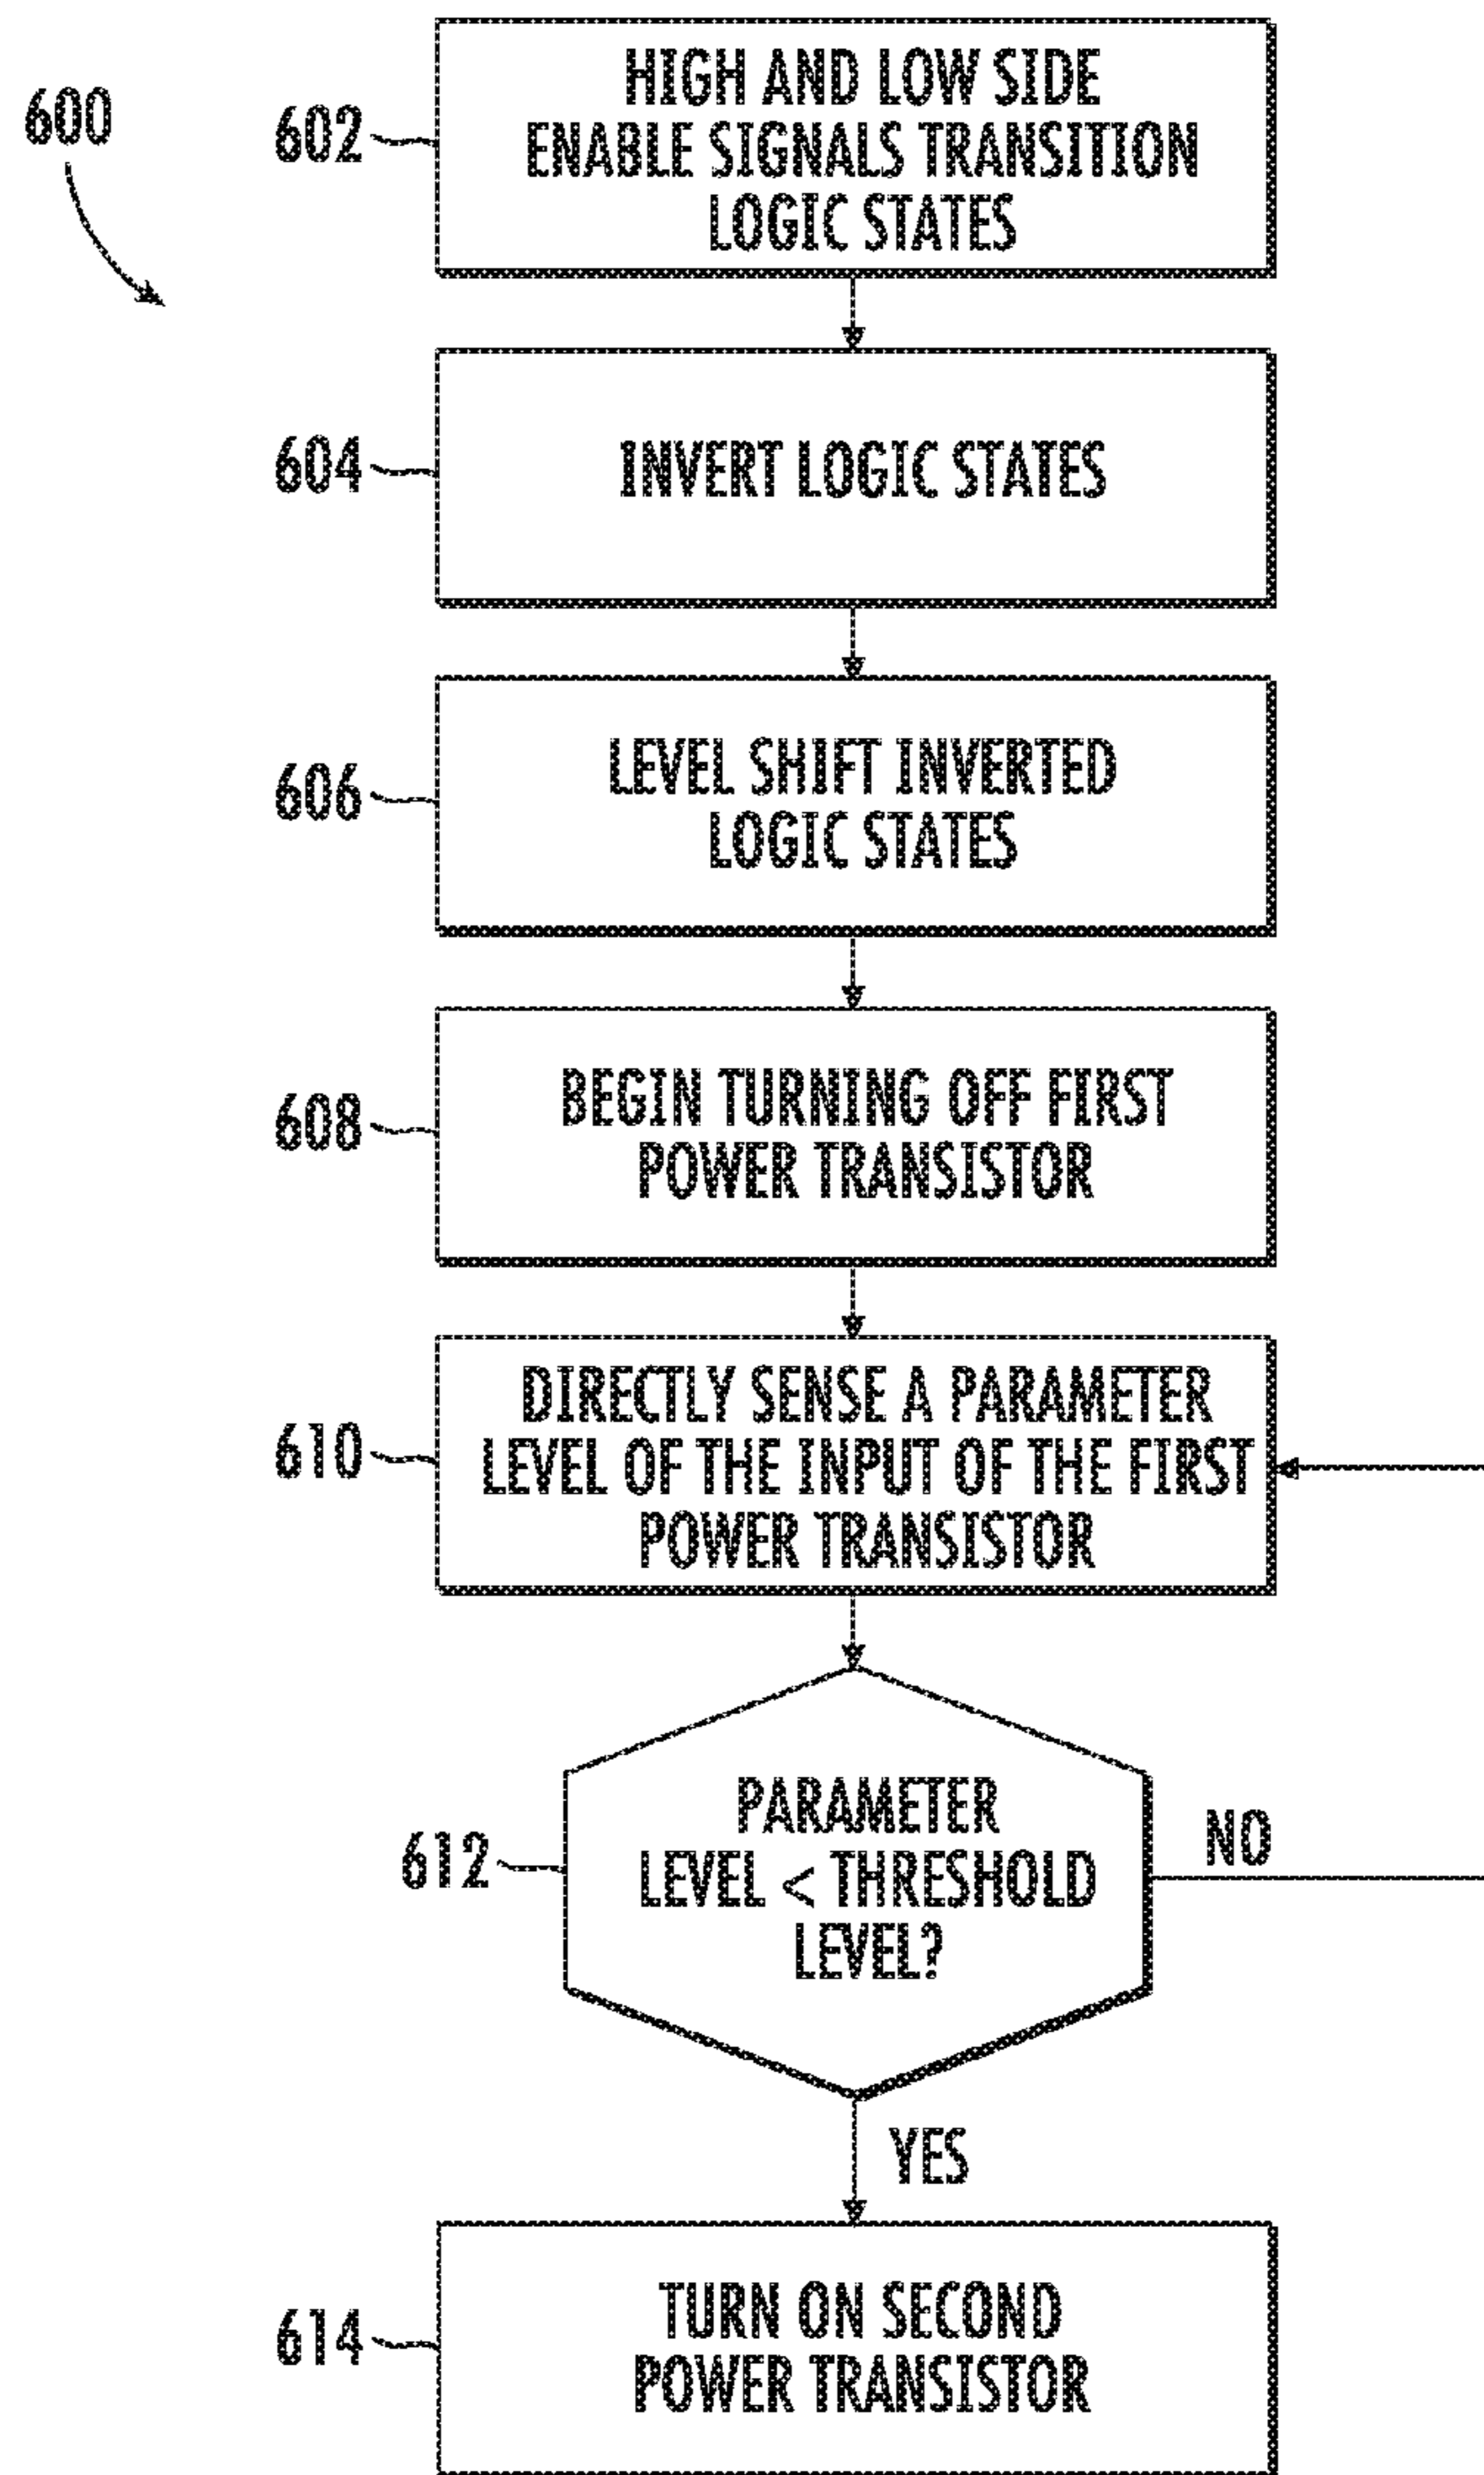 600
602
HIGH AND LOW SIDE
ENABLE SIGNALS TRANSITION
LOGIC STATES
604
INVERT LOGIC STATES
606
LEVEL SHIFT INVERTED
LOGIC STATES
608
BEGIN TURNING OFF FIRST
POWER TRANSISTOR
610
DIRECTLY SENSE A PARAMETER
LEVEL OF THE INPUT OF THE FIRST
POWER TRANSISTOR
612
PARAMETER
LEVEL < THRESHOLD
LEVEL?
NO
YES
614
TURN ON SECOND
POWER TRANSISTOR